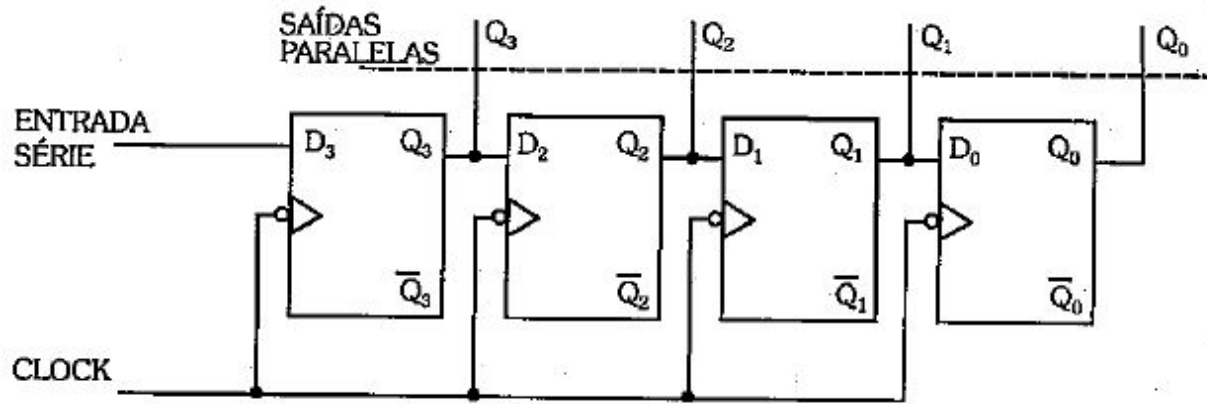 SAÍDAS
PARALELAS
Q₃ Q₂ Q₁ Q₀
ENTRADA
SÉRIE
D₃ Q₃ D₂ Q₂ D₁ Q₁ D₀ Q₀
Q̅₃ Q̅₂ Q̅₁ Q̅₀
CLOCK